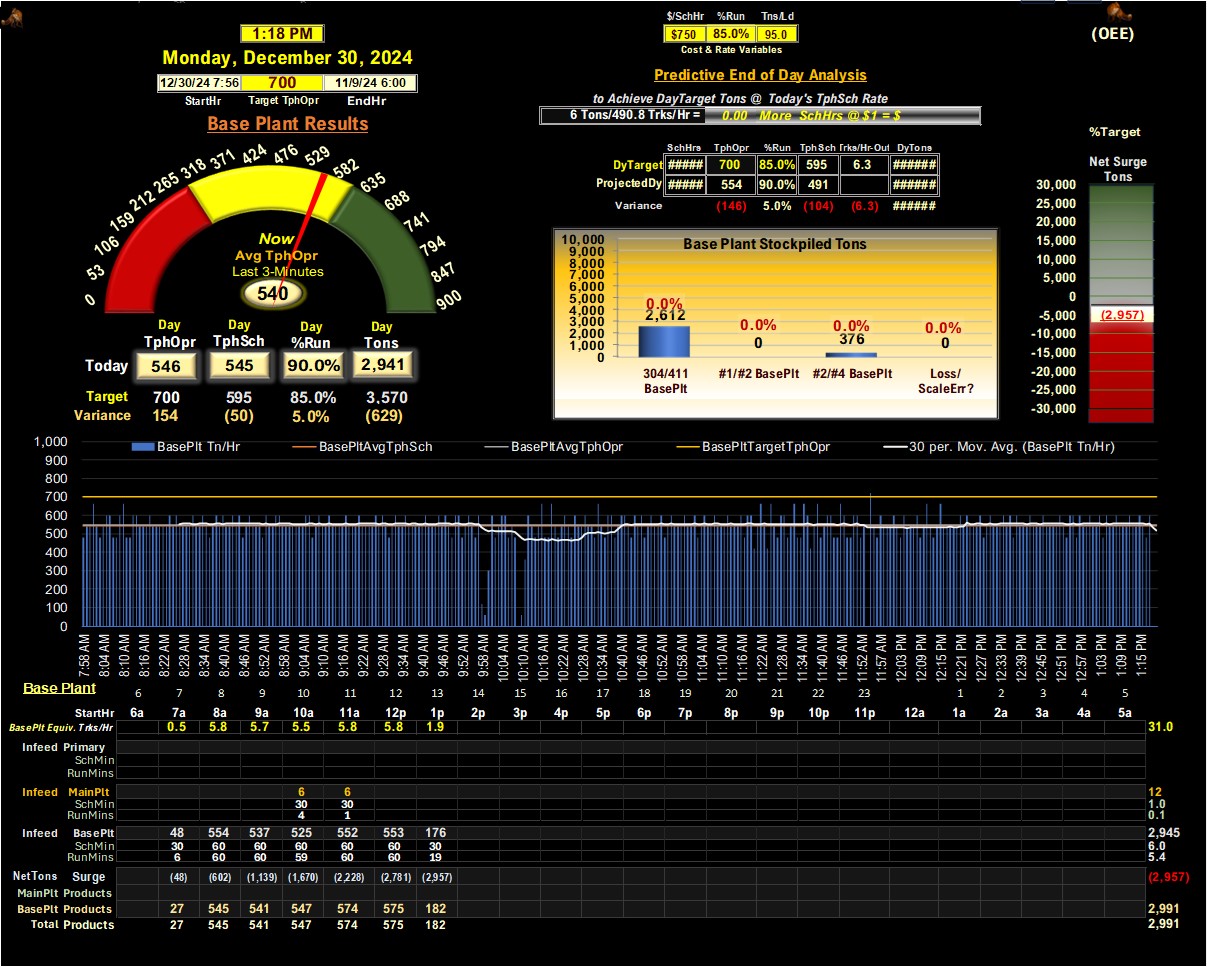 $/SchHr %Run Tns/Ld
$750 85.0% 95.0
Cost & Rate Variables
(OEE)
1:18 PM
Monday, December 30, 2024
12/30/24 7:56 700 11/9/24 6:00
StartHr Target TphOpr EndHr
Base Plant Results
Predictive End of Day Analysis
to Achieve DayTarget Tons @ Today's TphSch Rate
6 Tons/490.8 Trks/Hr = 0.00 More SchHrs @ $1 = $
SchHrs TphOpr %Run TphSch Trks/Hr-Out DyTons
DyTarget ##### 700 85.0% 595 6.3 ######
ProjectedDy ##### 554 90.0% 491 ######
Variance (146) 5.0% (104) (6.3) ######
%Target
Net Surge
Tons
30,000
25,000
20,000
15,000
10,000
5,000
0
-5,000
-10,000
-15,000
-20,000
-25,000
-30,000
(2,957)
0 53 106 159 212 265 318 371 424 476 529 582 635 688 741 794 847 900
Now
Avg TphOpr
Last 3-Minutes
540
Day Day Day Day
TphOpr TphSch %Run Tons
Today 546 545 90.0% 2,941
Target 700 595 85.0% 3,570
Variance 154 (50) 5.0% (629)
Base Plant Stockpiled Tons
10,000
9,000
8,000
7,000
6,000
5,000
4,000
3,000
2,000
1,000
0
0.0% 0.0% 0.0% 0.0%
2,612 0 376 0
304/411 #1/#2 BasePlt #2/#4 BasePlt Loss/
BasePlt ScaleErr?
BasePlt Tn/Hr BasePltAvgTphSch BasePltAvgTphOpr BasePltTargetTphOpr 30 per. Mov. Avg. (BasePlt Tn/Hr)
1,000
900
800
700
600
500
400
300
200
100
0
7:58 AM 8:04 AM 8:10 AM 8:16 AM 8:22 AM 8:28 AM 8:34 AM 8:40 AM 8:46 AM 8:52 AM 8:58 AM 9:04 AM 9:10 AM 9:16 AM 9:22 AM 9:28 AM 9:34 AM 9:40 AM 9:46 AM 9:52 AM 9:58 AM 10:04 AM 10:10 AM 10:16 AM 10:22 AM 10:28 AM 10:34 AM 10:40 AM 10:46 AM 10:52 AM 10:58 AM 11:04 AM 11:10 AM 11:16 AM 11:22 AM 11:28 AM 11:34 AM 11:40 AM 11:46 AM 11:52 AM 11:57 AM 12:03 PM 12:09 PM 12:15 PM 12:21 PM 12:27 PM 12:33 PM 12:39 PM 12:45 PM 12:51 PM 12:57 PM 1:03 PM 1:09 PM 1:15 PM
Base Plant
6 7 8 9 10 11 12 13 14 15 16 17 18 19 20 21 22 23 1 2 3 4 5
StartHr 6a 7a 8a 9a 10a 11a 12p 1p 2p 3p 4p 5p 6p 7p 8p 9p 10p 11p 12a 1a 2a 3a 4a 5a
BasePlt Equiv. Trks/Hr 0.5 5.8 5.7 5.5 5.8 5.8 1.9 31.0
Infeed Primary
SchMin
RunMins
Infeed MainPlt 6 6 12
SchMin 30 30 1.0
RunMins 4 1 0.1
Infeed BasePlt 48 554 537 525 552 553 176 2,945
SchMin 30 60 60 60 60 60 30 6.0
RunMins 6 60 60 59 60 60 19 5.4
NetTons Surge (48) (602) (1,139) (1,670) (2,228) (2,781) (2,957) (2,957)
MainPlt Products
BasePlt Products 27 545 541 547 574 575 182 2,991
Total Products 27 545 541 547 574 575 182 2,991